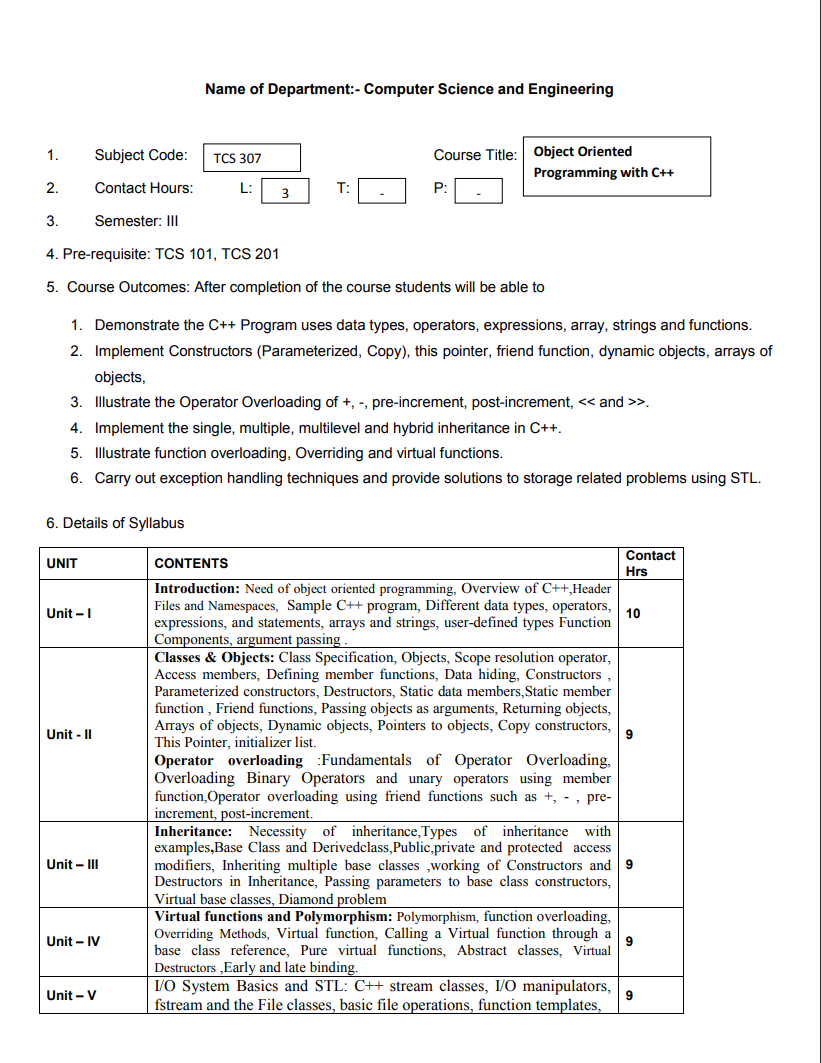 Name of Department:- Computer Science and Engineering
1. Subject Code: TCS 307 Course Title: Object Oriented
Programming with C++
2. Contact Hours: L: 3 T: - P: -
3. Semester: III
4. Pre-requisite: TCS 101, TCS 201
5. Course Outcomes: After completion of the course students will be able to
1. Demonstrate the C++ Program uses data types, operators, expressions, array, strings and functions.
2. Implement Constructors (Parameterized, Copy), this pointer, friend function, dynamic objects, arrays of
objects,
3. Illustrate the Operator Overloading of +, -, pre-increment, post-increment, << and >>.
4. Implement the single, multiple, multilevel and hybrid inheritance in C++.
5. Illustrate function overloading, Overriding and virtual functions.
6. Carry out exception handling techniques and provide solutions to storage related problems using STL.
6. Details of Syllabus
UNIT CONTENTS Contact
Hrs
Unit – I
Introduction: Need of object oriented programming, Overview of C++,Header
Files and Namespaces, Sample C++ program, Different data types, operators,
expressions, and statements, arrays and strings, user-defined types Function
Components, argument passing .
10
Unit - II
Classes & Objects: Class Specification, Objects, Scope resolution operator,
Access members, Defining member functions, Data hiding, Constructors ,
Parameterized constructors, Destructors, Static data members,Static member
function , Friend functions, Passing objects as arguments, Returning objects,
Arrays of objects, Dynamic objects, Pointers to objects, Copy constructors,
This Pointer, initializer list.
Operator overloading :Fundamentals of Operator Overloading,
Overloading Binary Operators and unary operators using member
function,Operator overloading using friend functions such as +, - , pre-
increment, post-increment.
9
Unit – III
Inheritance: Necessity of inheritance,Types of inheritance with
examples,Base Class and Derivedclass,Public,private and protected access
modifiers, Inheriting multiple base classes ,working of Constructors and
Destructors in Inheritance, Passing parameters to base class constructors,
Virtual base classes, Diamond problem
9
Unit – IV
Virtual functions and Polymorphism: Polymorphism, function overloading,
Overriding Methods, Virtual function, Calling a Virtual function through a
base class reference, Pure virtual functions, Abstract classes, Virtual
Destructors ,Early and late binding.
9
Unit – V
I/O System Basics and STL: C++ stream classes, I/O manipulators,
fstream and the File classes, basic file operations, function templates,
9